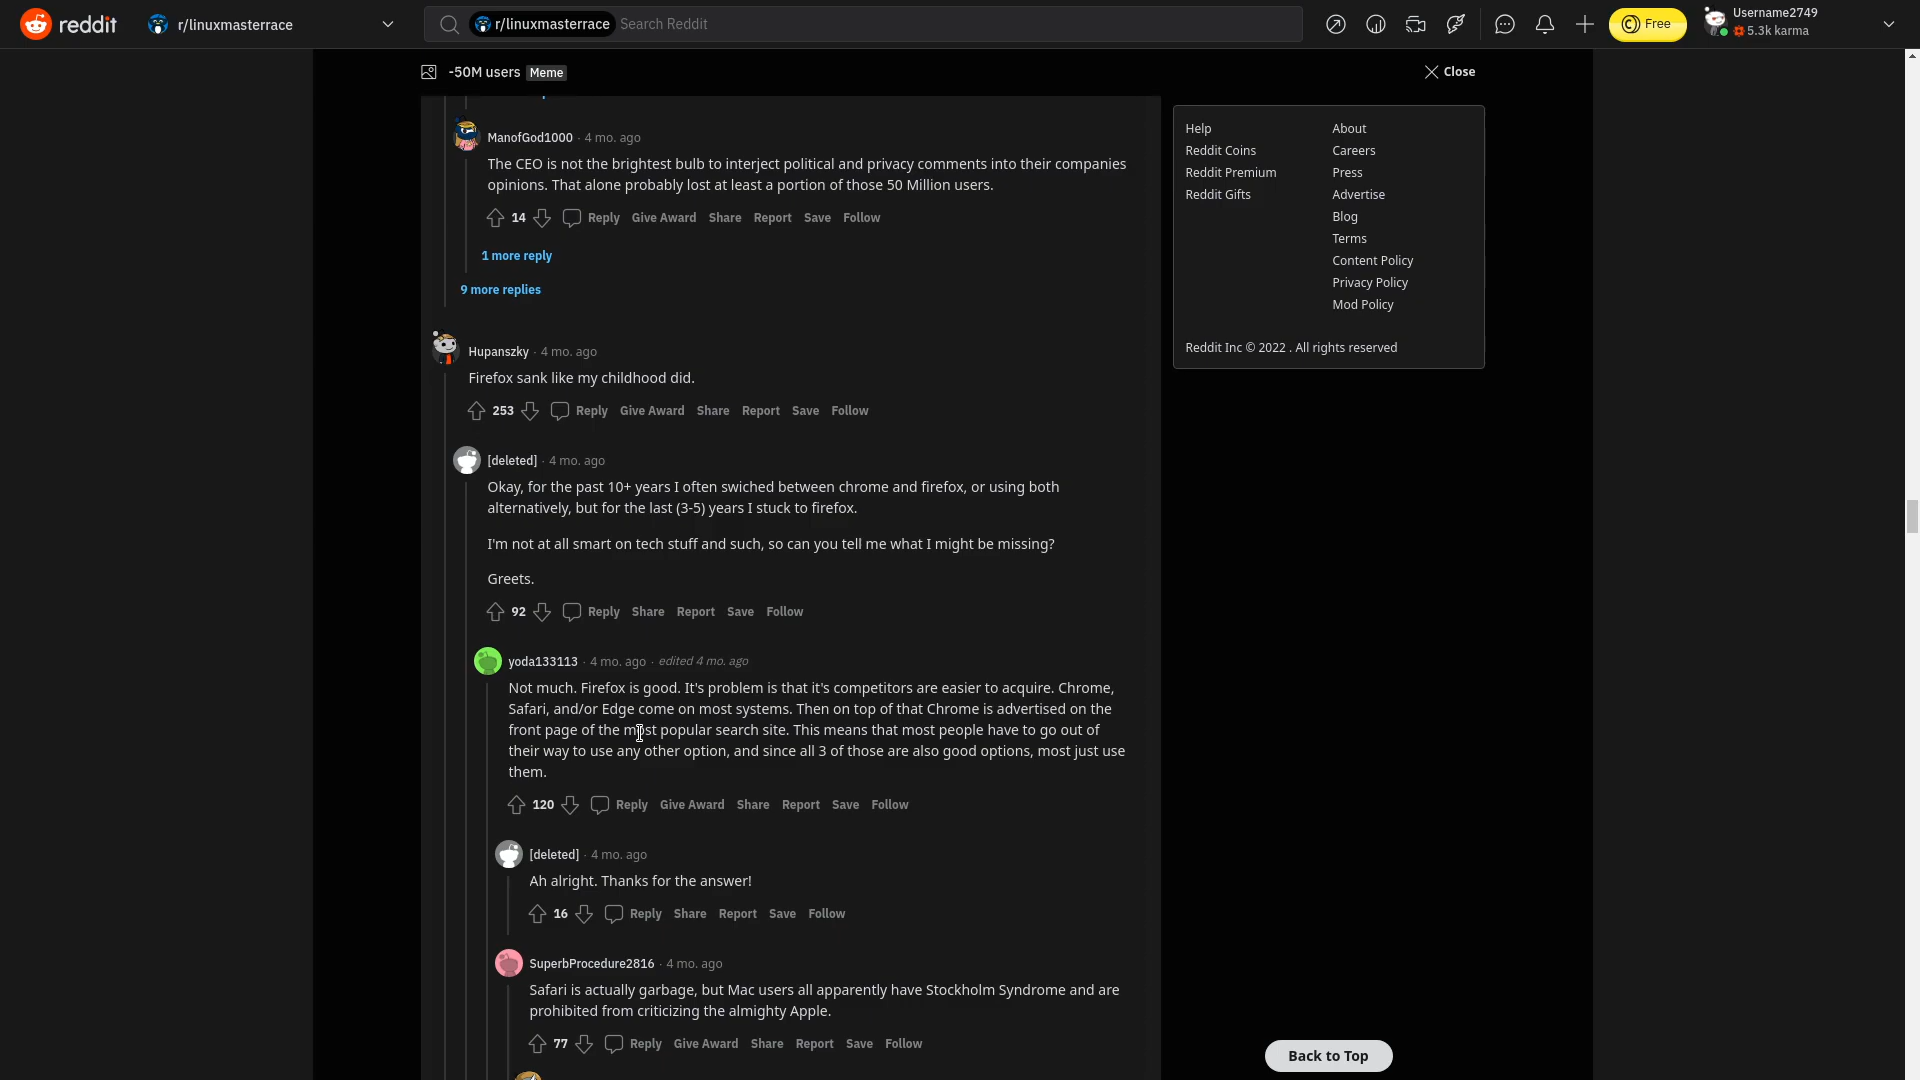 reddit r/linuxmasterrace r/linuxmasterrace Search Reddit Free Username2749
5.3k karma
-50M users Meme Close
ManofGod1000 · 4 mo. ago
The CEO is not the brightest bulb to interject political and privacy comments into their companies
opinions. That alone probably lost at least a portion of those 50 Million users.
14 Reply Give Award Share Report Save Follow
1 more reply
9 more replies
Hupanszky · 4 mo. ago
Firefox sank like my childhood did.
253 Reply Give Award Share Report Save Follow
[deleted] · 4 mo. ago
Okay, for the past 10+ years I often swiched between chrome and firefox, or using both
alternatively, but for the last (3-5) years I stuck to firefox.
I'm not at all smart on tech stuff and such, so can you tell me what I might be missing?
Greets.
92 Reply Share Report Save Follow
yoda133113 · 4 mo. ago · edited 4 mo. ago
Not much. Firefox is good. It's problem is that it's competitors are easier to acquire. Chrome,
Safari, and/or Edge come on most systems. Then on top of that Chrome is advertised on the
front page of the most popular search site. This means that most people have to go out of
their way to use any other option, and since all 3 of those are also good options, most just use
them.
120 Reply Give Award Share Report Save Follow
[deleted] · 4 mo. ago
Ah alright. Thanks for the answer!
16 Reply Share Report Save Follow
SuperbProcedure2816 · 4 mo. ago
Safari is actually garbage, but Mac users all apparently have Stockholm Syndrome and are
prohibited from criticizing the almighty Apple.
77 Reply Give Award Share Report Save Follow
Help About
Reddit Coins Careers
Reddit Premium Press
Reddit Gifts Advertise
Blog
Terms
Content Policy
Privacy Policy
Mod Policy
Reddit Inc © 2022 . All rights reserved
Back to Top